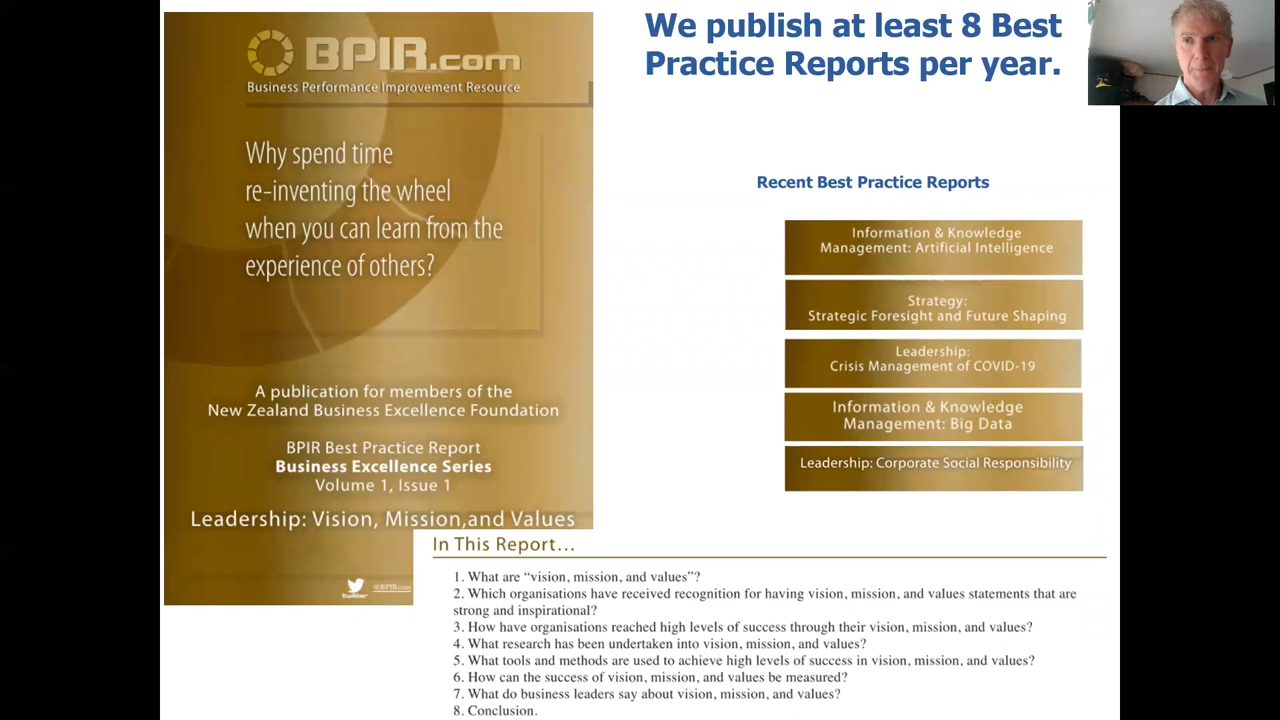 BPIR.com
Business Performance Improvement Resource
Why spend time
re-inventing the wheel
when you can learn from the
experience of others?
A publication for members of the
New Zealand Business Excellence Foundation
BPIR Best Practice Report
Business Excellence Series
Volume 1, Issue 1
Leadership: Vision, Mission,and Values
twitter
@BPIRcom
We publish at least 8 Best
Practice Reports per year.
Recent Best Practice Reports
Information & Knowledge
Management: Artificial Intelligence
Strategy:
Strategic Foresight and Future Shaping
Leadership:
Crisis Management of COVID-19
Information & Knowledge
Management: Big Data
Leadership: Corporate Social Responsibility
In This Report…
1. What are “vision, mission, and values”?
2. Which organisations have received recognition for having vision, mission, and values statements that are
strong and inspirational?
3. How have organisations reached high levels of success through their vision, mission, and values?
4. What research has been undertaken into vision, mission, and values?
5. What tools and methods are used to achieve high levels of success in vision, mission, and values?
6. How can the success of vision, mission, and values be measured?
7. What do business leaders say about vision, mission, and values?
8. Conclusion.